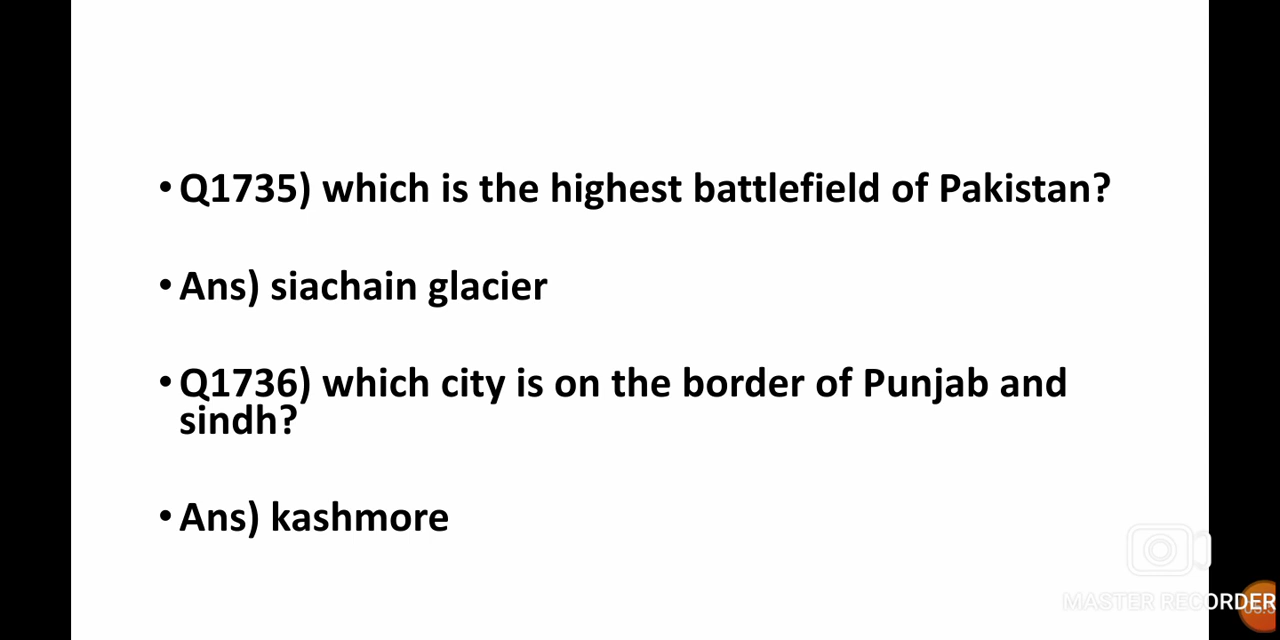 • Q1735) which is the highest battlefield of Pakistan?
• Ans) siachain glacier
• Q1736) which city is on the border of Punjab and
sindh?
• Ans) kashmore
MASTER RECORDER